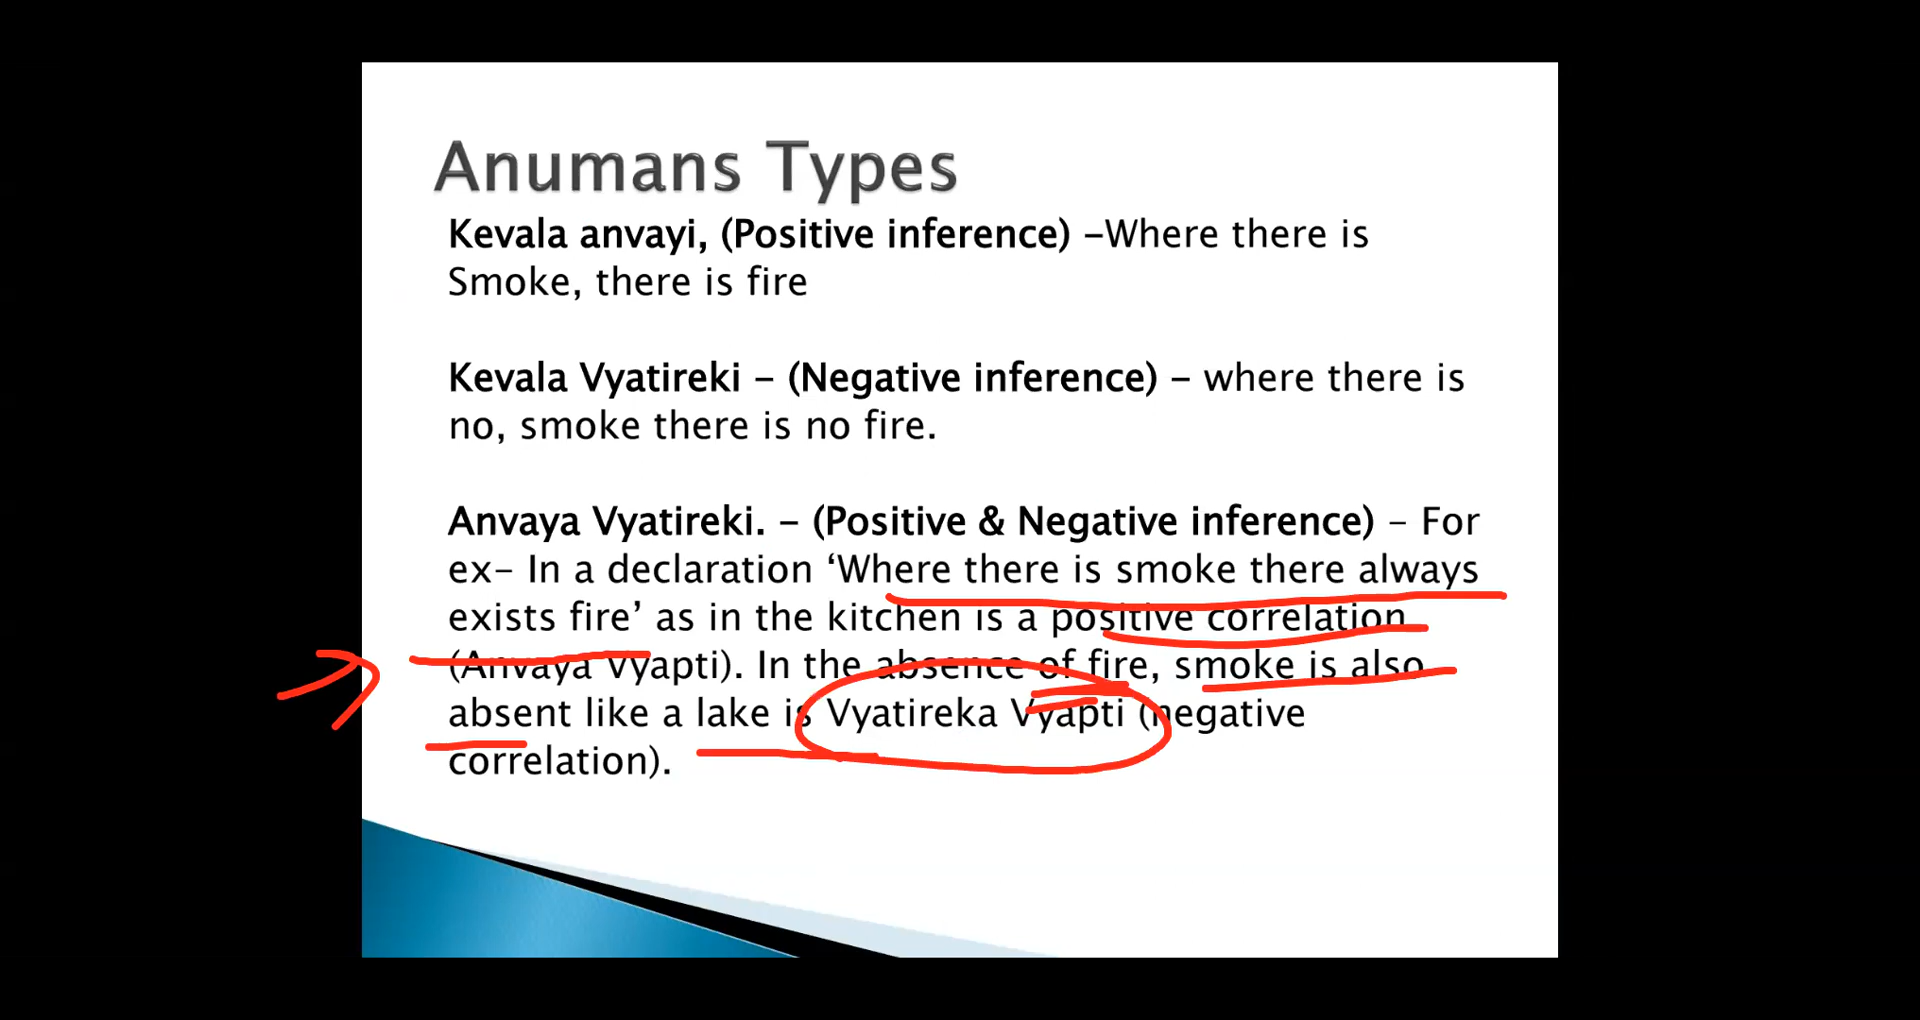 Anumans Types
Kevala anvayi, (Positive inference) –Where there is
Smoke, there is fire
Kevala Vyatireki – (Negative inference) – where there is
no, smoke there is no fire.
Anvaya Vyatireki. – (Positive & Negative inference) – For
ex– In a declaration ‘Where there is smoke there always
exists fire’ as in the kitchen is a positive correlation
(Anvaya Vyapti). In the absence of fire, smoke is also
absent like a lake is Vyatireka Vyapti (negative
correlation).